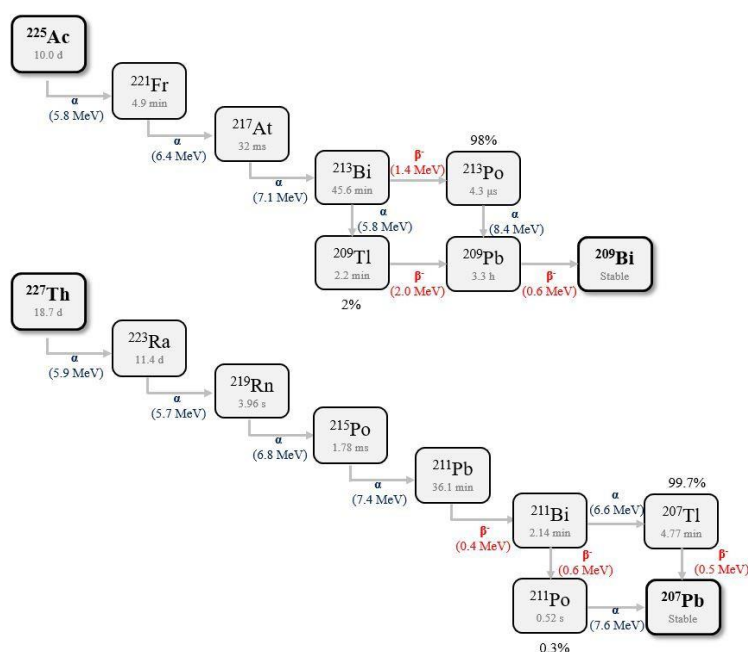 ²²⁵Ac
10.0 d
α
(5.8 MeV)
²²¹Fr
4.9 min
α
(6.4 MeV)
²¹⁷At
32 ms
α
(7.1 MeV)
²¹³Bi
45.6 min
β⁻
(1.4 MeV)
98%
²¹³Po
4.3 µs
α
(5.8 MeV)
α
(8.4 MeV)
²⁰⁹Tl
2.2 min
2%
β⁻
(2.0 MeV)
²⁰⁹Pb
3.3 h
β⁻
(0.6 MeV)
²⁰⁹Bi
Stable
²²⁷Th
18.7 d
α
(5.9 MeV)
²²³Ra
11.4 d
α
(5.7 MeV)
²¹⁹Rn
3.96 s
α
(6.8 MeV)
²¹⁵Po
1.78 ms
α
(7.4 MeV)
²¹¹Pb
36.1 min
β⁻
(0.4 MeV)
²¹¹Bi
2.14 min
α
(6.6 MeV)
99.7%
²⁰⁷Tl
4.77 min
β⁻
(0.6 MeV)
β⁻
(0.5 MeV)
²¹¹Po
0.52 s
0.3%
α
(7.6 MeV)
²⁰⁷Pb
Stable